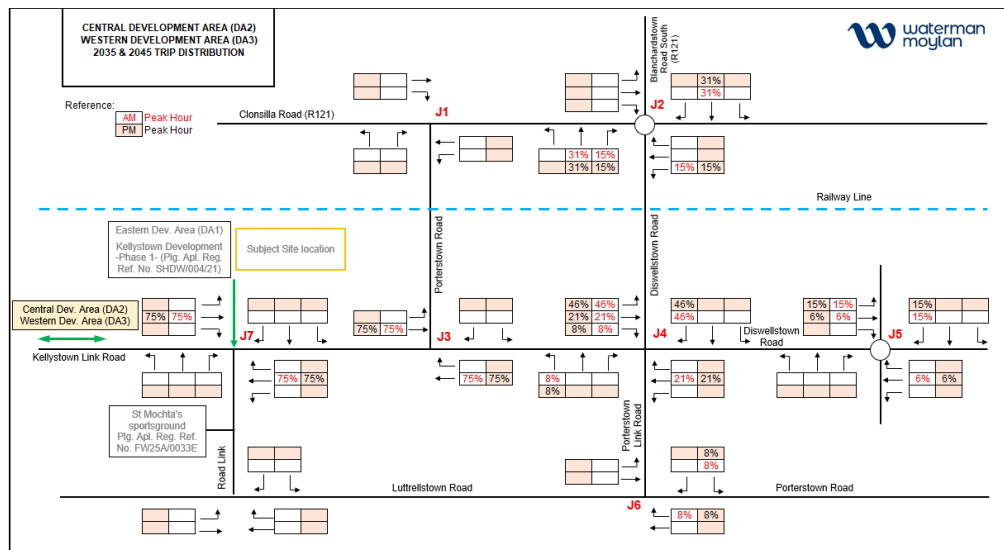 CENTRAL DEVELOPMENT AREA (DA2)
WESTERN DEVELOPMENT AREA (DA3)
2035 & 2045 TRIP DISTRIBUTION
waterman
moylan
Reference:
AM Peak Hour
PM Peak Hour
Blanchardstown
Road South
(R121)
31%
31%
J1
J2
Clonsilla Road (R121)
31% 15%
31% 15%
15% 15%
Railway Line
Eastern Dev. Area (DA1)
Kellystown Development
-Phase 1- (Plg. Apl. Reg.
Ref. No. SHDW/004/21)
Subject Site location
Porterstown Road
Diswellstown Road
Central Dev. Area (DA2)
Western Dev. Area (DA3)
75% 75%
J7
75% 75%
J3
46% 46%
21% 21%
8% 8%
J4
46%
46%
Diswellstown
Road
15% 15%
6% 6%
J5
15%
15%
Kellystown Link Road
75% 75%
75% 75%
8%
8%
21% 21%
6% 6%
St Mochta's
sportsground
Plg. Apl. Reg. Ref.
No. FW25A/0033E
Road Link
Porterstown
Link Road
8%
8%
Luttrellstown Road
Porterstown Road
J6
8% 8%